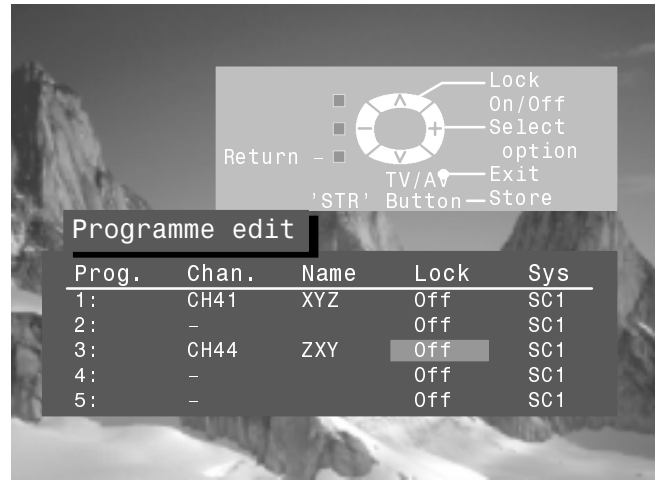 Lock
On/Off
Select
option
Return –
TV/AV
Exit
'STR' Button
Store
Programme edit
Prog. Chan. Name Lock Sys
1: CH41 XYZ Off SC1
2: – Off SC1
3: CH44 ZXY Off SC1
4: – Off SC1
5: – Off SC1